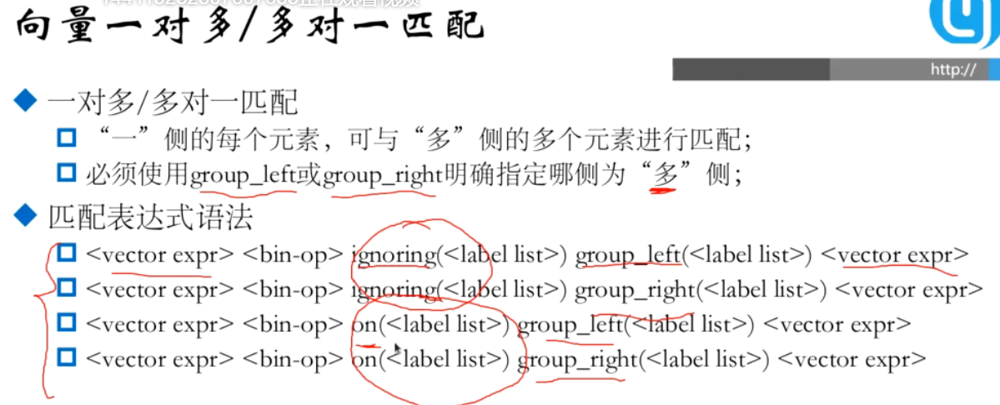 正在观看视频
向量一对多/多对一匹配
http://
一对多/多对一匹配
“一”侧的每个元素，可与“多”侧的多个元素进行匹配；
必须使用group_left或group_right明确指定哪侧为“多”侧；
匹配表达式语法
<vector expr> <bin-op> ignoring(<label list>) group_left(<label list>) <vector expr>
<vector expr> <bin-op> ignoring(<label list>) group_right(<label list>) <vector expr>
<vector expr> <bin-op> on(<label list>) group_left(<label list>) <vector expr>
<vector expr> <bin-op> on(<label list>) group_right(<label list>) <vector expr>